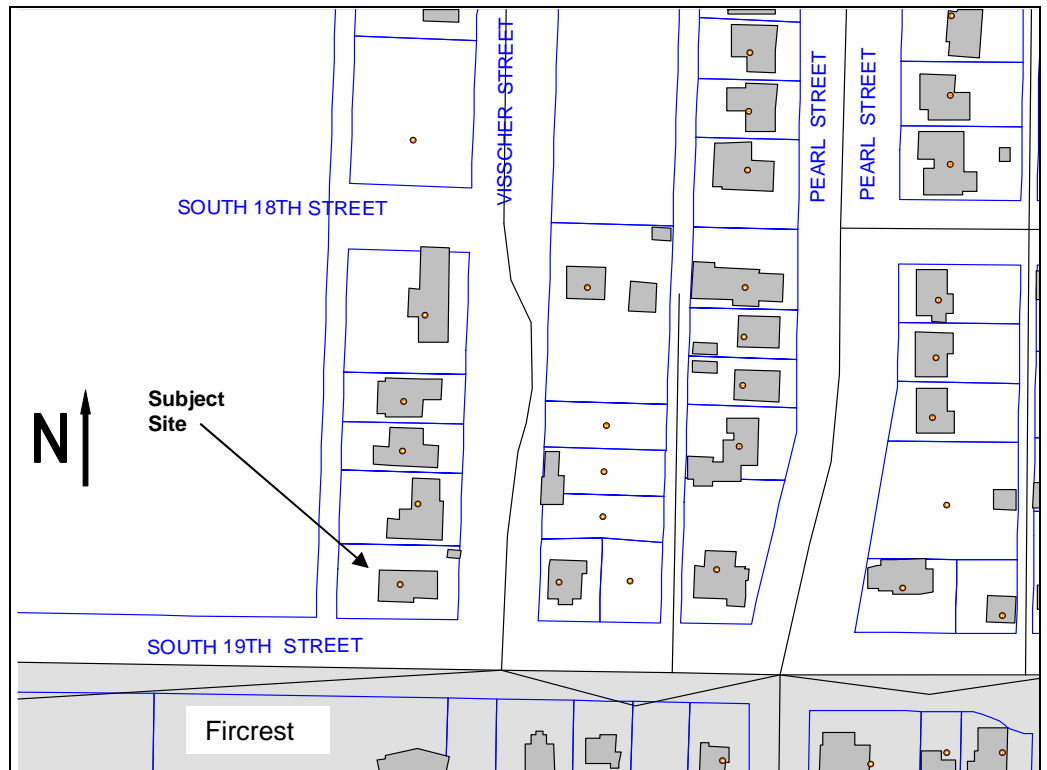 VISSCHER STREET
PEARL STREET
PEARL STREET
SOUTH 18TH STREET
Subject
Site
N
SOUTH 19TH STREET
Fircrest